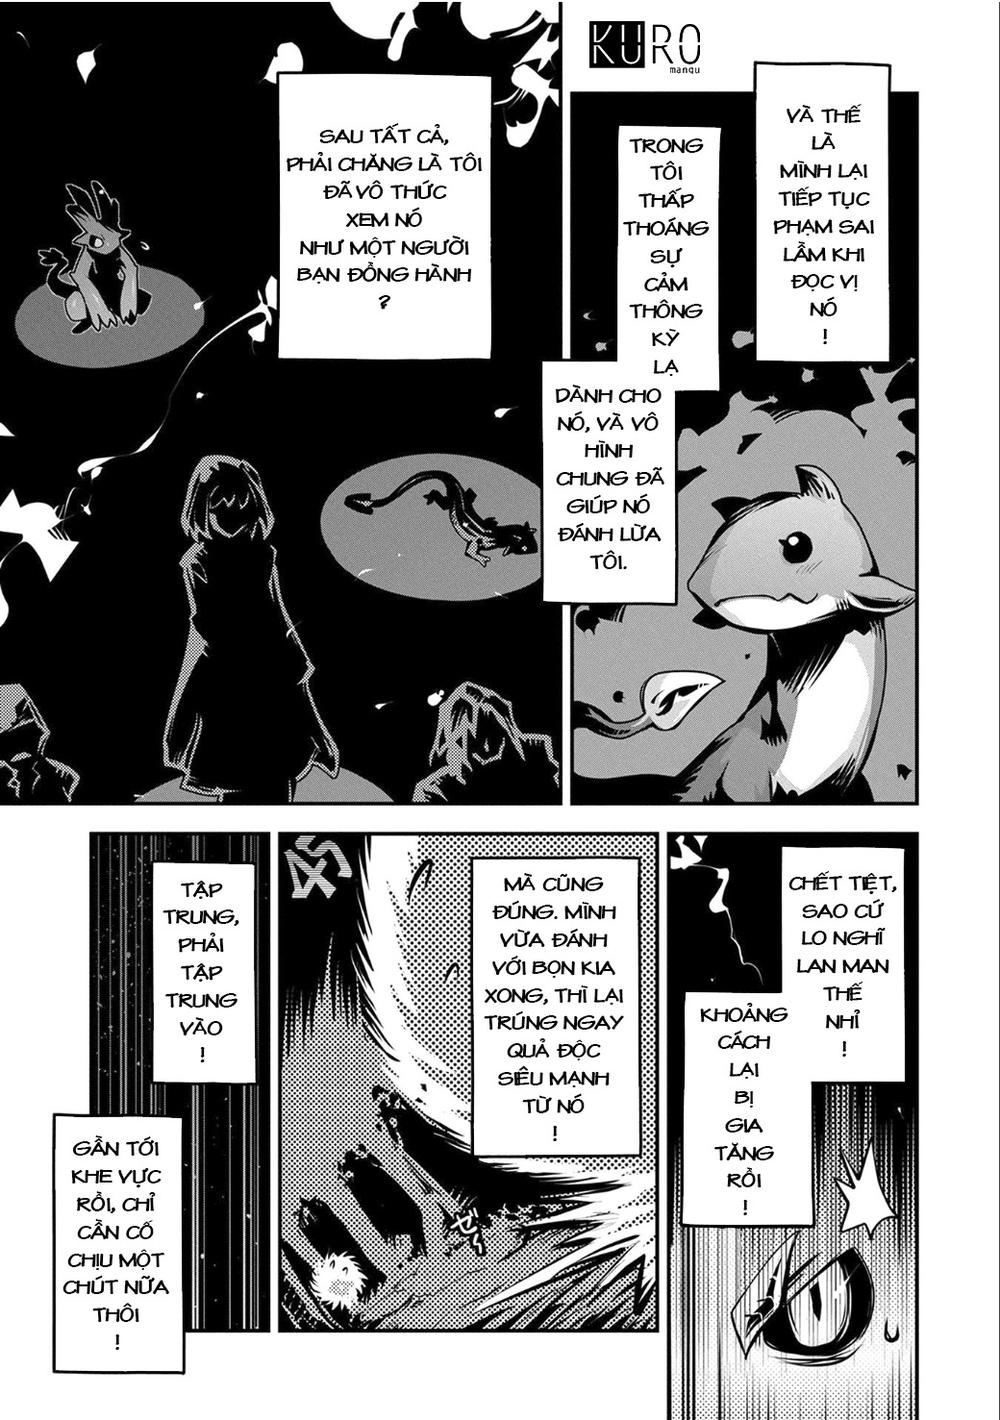 KURO
mangu
VÀ THẾ
LÀ
MÌNH LẠI
TIẾP TỤC
PHẠM SAI
LẦM KHI
ĐỌC VỊ
NÓ
!
TRONG
TÔI
THẤP
THOÁNG
SỰ
CẢM
THÔNG
KỲ
LẠ
DÀNH CHO
NÓ, VÀ VÔ
HÌNH
CHUNG ĐÃ
GIÚP NÓ
ĐÁNH LỪA
TÔI.
SAU TẤT CẢ,
PHẢI CHĂNG LÀ TÔI
ĐÃ VÔ THỨC
XEM NÓ
NHƯ MỘT NGƯỜI
BẠN ĐỒNG HÀNH
?
CHẾT TIỆT,
SAO CỨ
LO NGHĨ
LAN MAN
THẾ
NHỈ
!
KHOẢNG
CÁCH
LẠI
BỊ
GIA
TĂNG
RỒI
!
MÀ CŨNG
ĐÚNG. MÌNH
VỪA ĐÁNH
VỚI BỌN KIA
XONG, THÌ LẠI
TRÚNG NGAY
QUẢ ĐỘC
SIÊU MẠNH
TỪ NÓ
!
ゼー
TẬP
TRUNG,
PHẢI
TẬP
TRUNG
VÀO
!
GẦN TỚI
KHE VỰC
RỒI, CHỈ
CẦN CỐ
CHỊU MỘT
CHÚT NỮA
THÔI
!